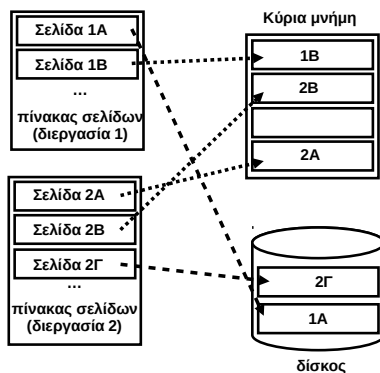 Σελίδα 1Α
Σελίδα 1Β
...
πίνακας σελίδων
(διεργασία 1)
Κύρια μνήμη
1Β
2Β
2Α
Σελίδα 2Α
Σελίδα 2Β
Σελίδα 2Γ
...
πίνακας σελίδων
(διεργασία 2)
2Γ
1Α
δίσκος